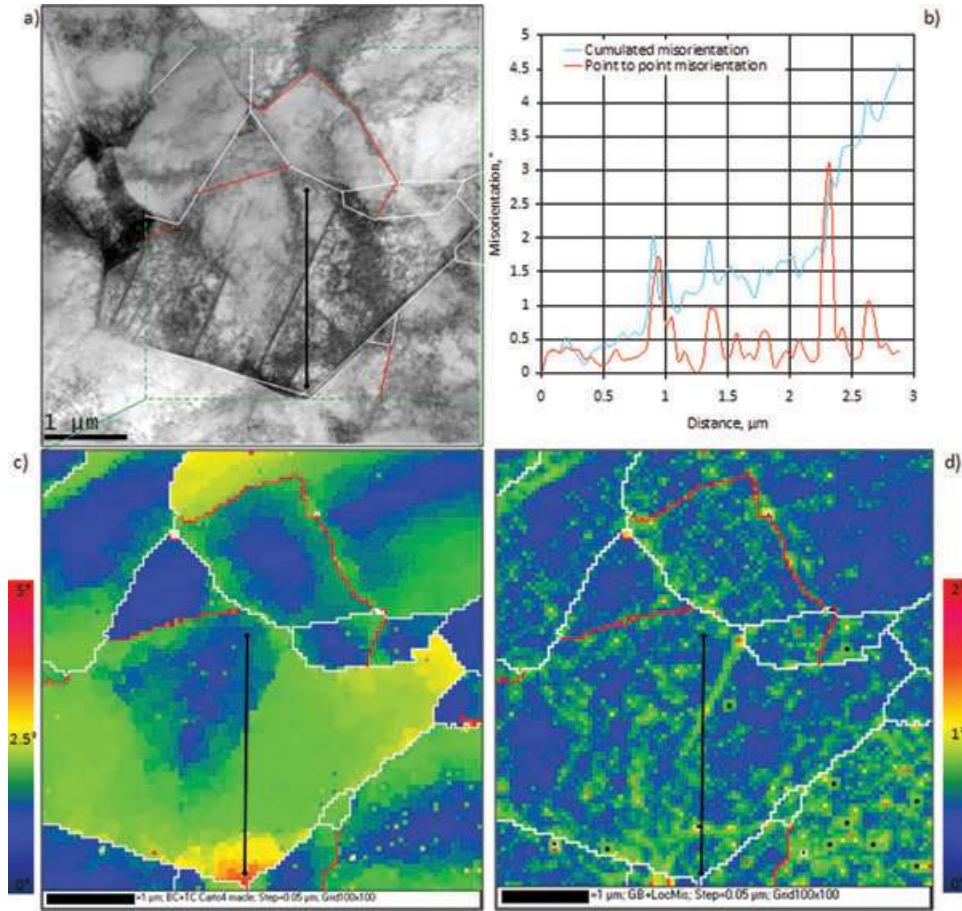 a)
1 µm
b)
Cumulated misorientation
Point to point misorientation
Misorientation,°
5
4.5
4
3.5
3
2.5
2
1.5
1
0.5
0
0 0.5 1 1.5 2 2.5 3
Distance, µm
c)
5°
2.5°
0°
=1 µm; BC+TC Carto4 macle; Step=0.05 µm; Grid100x100
d)
2°
1°
0°
=1 µm; GB+LocMis; Step=0.05 µm; Grid100x100